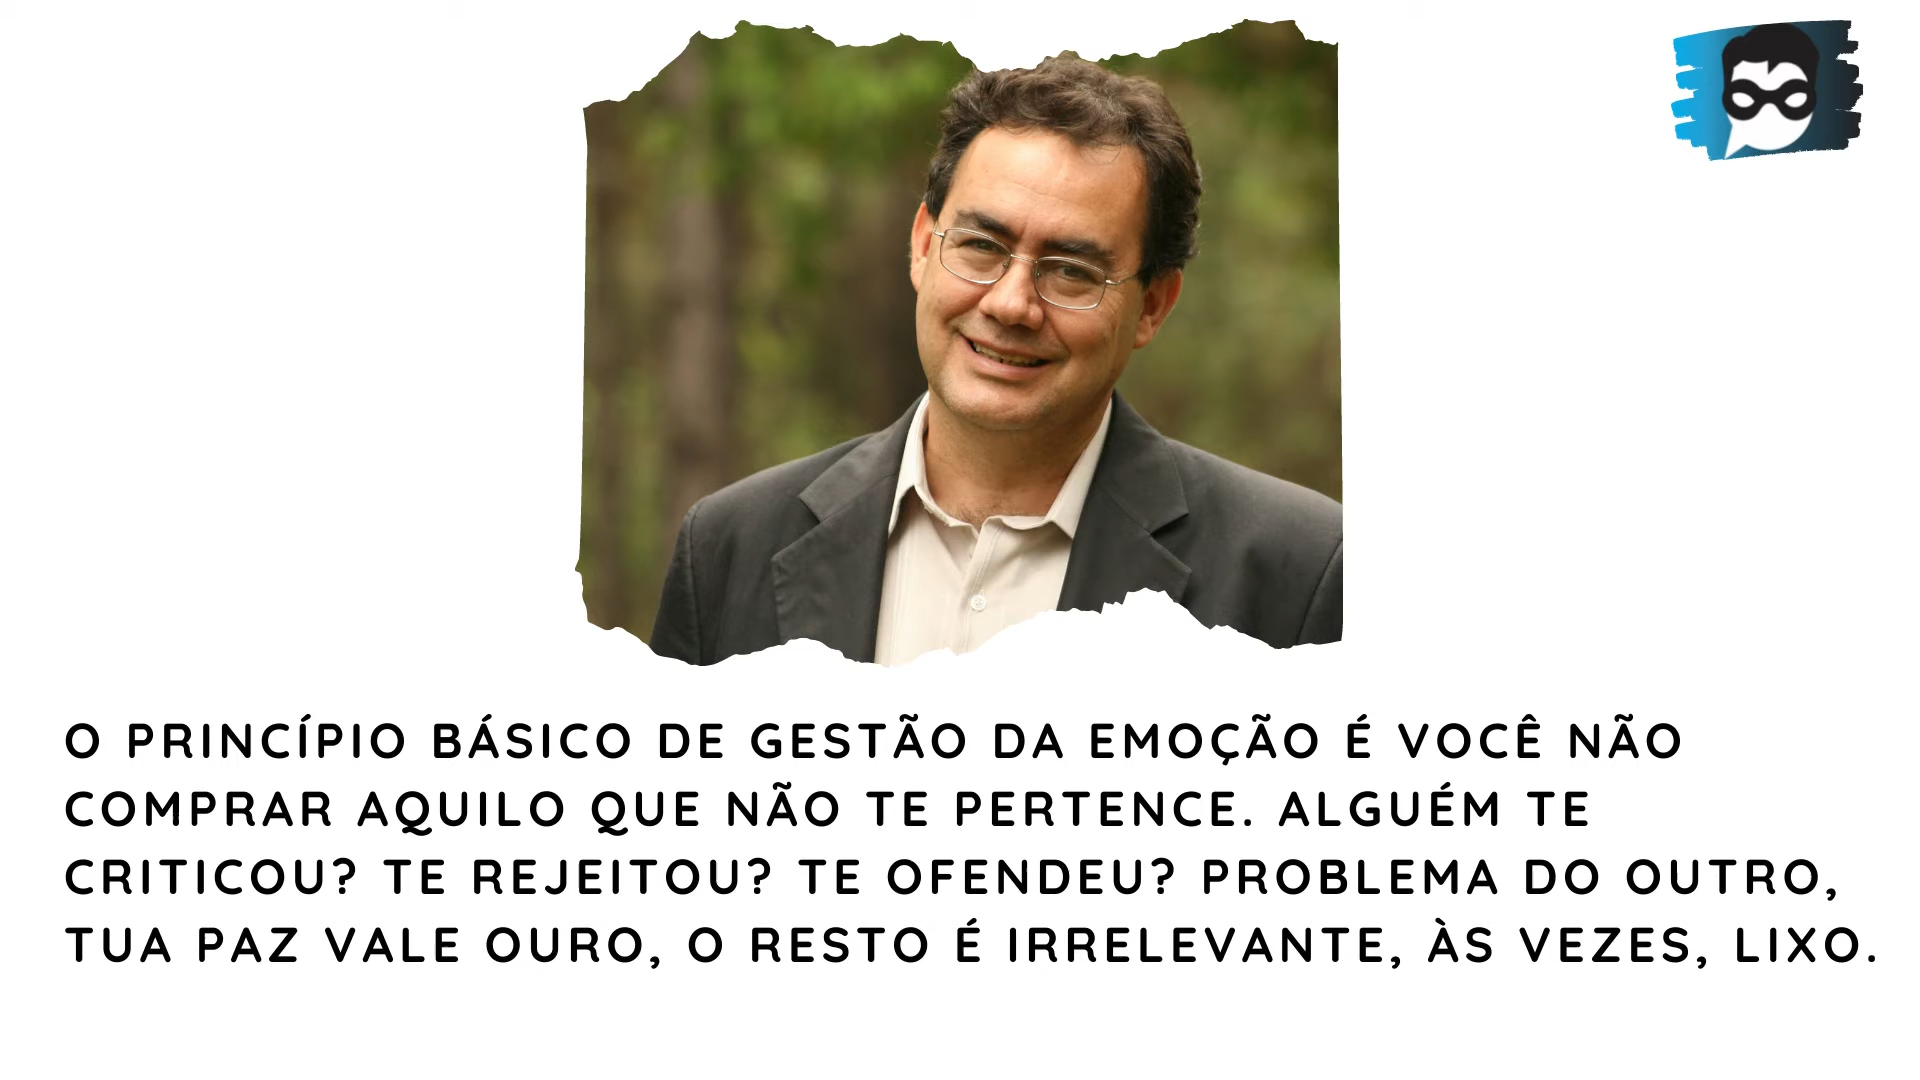 O PRINCÍPIO BÁSICO DE GESTÃO DA EMOÇÃO É VOCÊ NÃO
COMPRAR AQUILO QUE NÃO TE PERTENCE. ALGUÉM TE
CRITICOU? TE REJEITOU? TE OFENDEU? PROBLEMA DO OUTRO,
TUA PAZ VALE OURO, O RESTO É IRRELEVANTE, ÀS VEZES, LIXO.